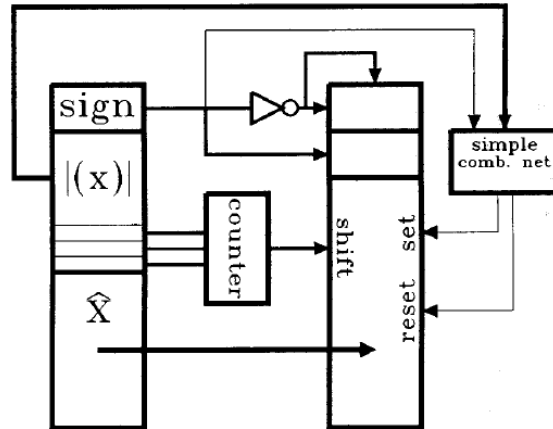 sign
simple
comb. net
|(x)|
counter
shift
set
reset
x̂